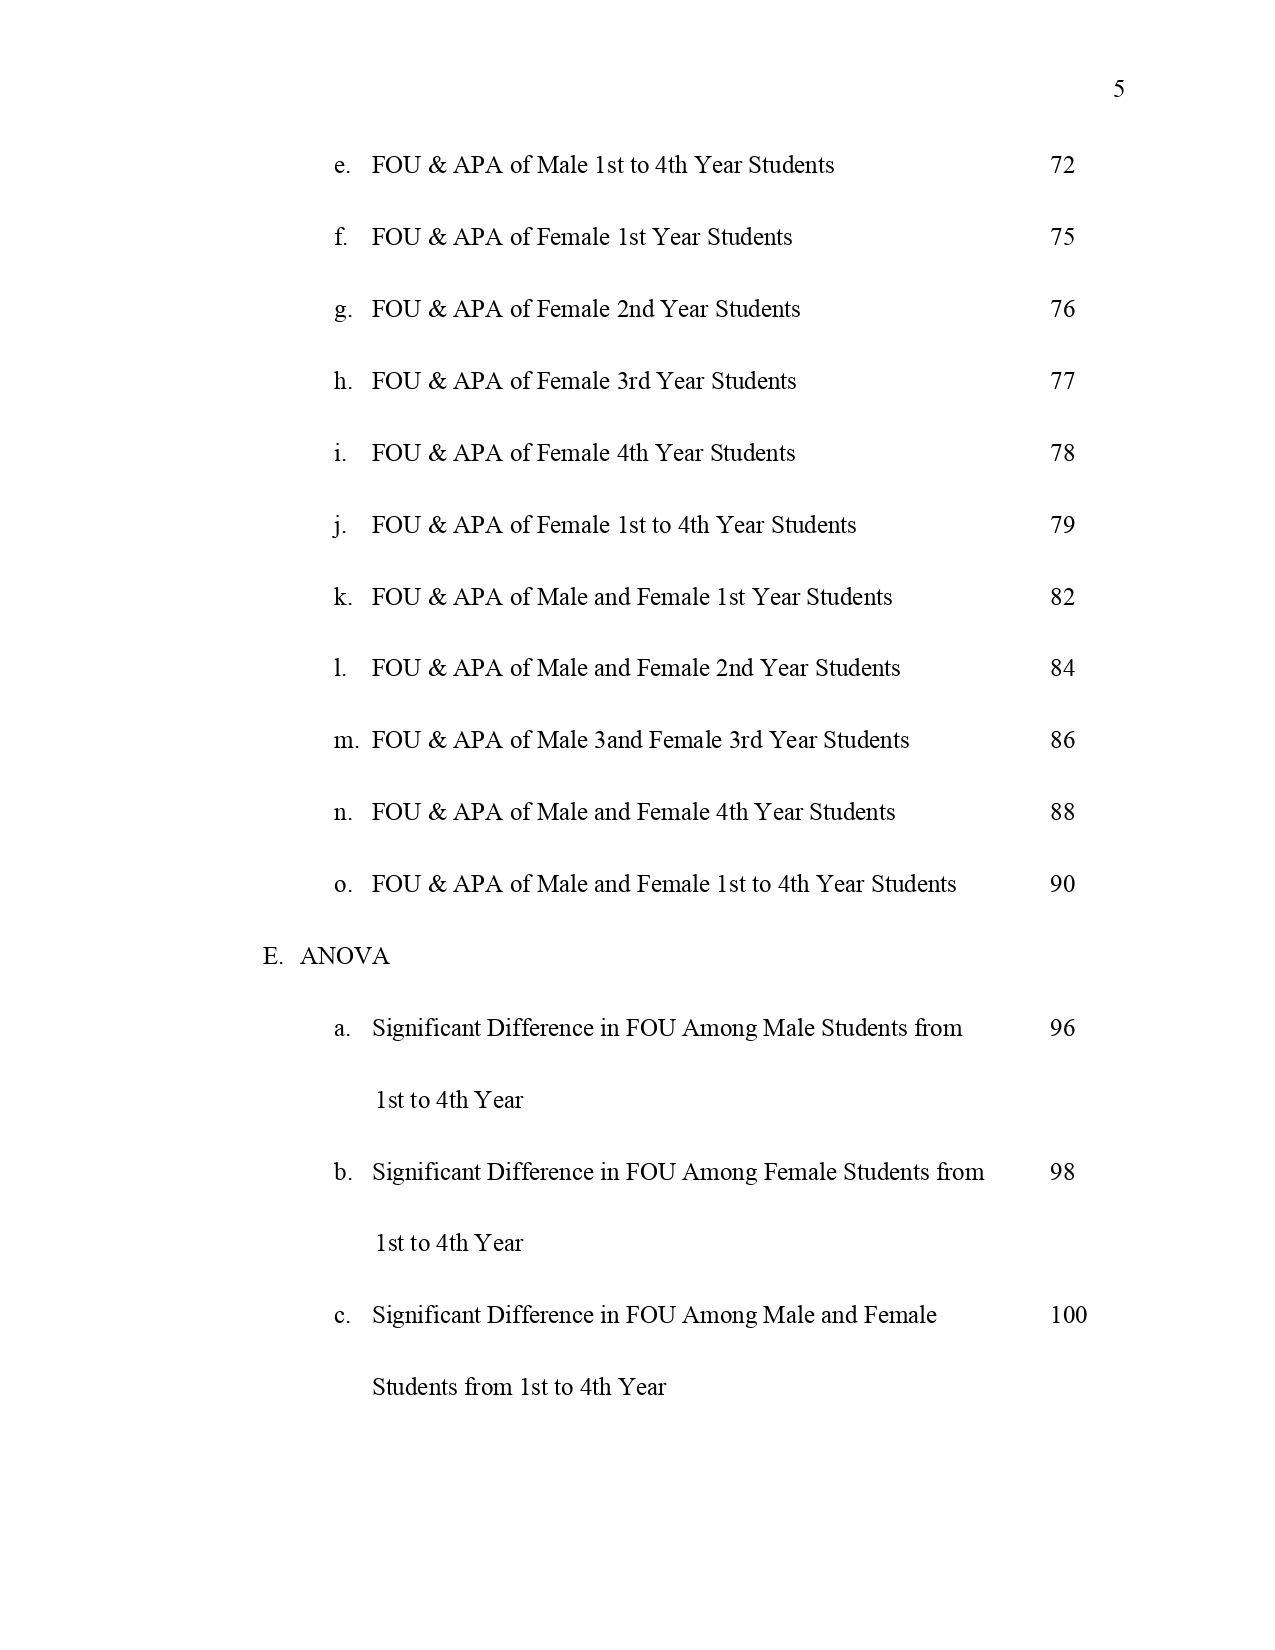 5
e. FOU & APA of Male 1st to 4th Year Students 72
f. FOU & APA of Female 1st Year Students 75
g. FOU & APA of Female 2nd Year Students 76
h. FOU & APA of Female 3rd Year Students 77
i. FOU & APA of Female 4th Year Students 78
j. FOU & APA of Female 1st to 4th Year Students 79
k. FOU & APA of Male and Female 1st Year Students 82
l. FOU & APA of Male and Female 2nd Year Students 84
m. FOU & APA of Male 3and Female 3rd Year Students 86
n. FOU & APA of Male and Female 4th Year Students 88
o. FOU & APA of Male and Female 1st to 4th Year Students 90
E. ANOVA
a. Significant Difference in FOU Among Male Students from 96
1st to 4th Year
b. Significant Difference in FOU Among Female Students from 98
1st to 4th Year
c. Significant Difference in FOU Among Male and Female 100
Students from 1st to 4th Year